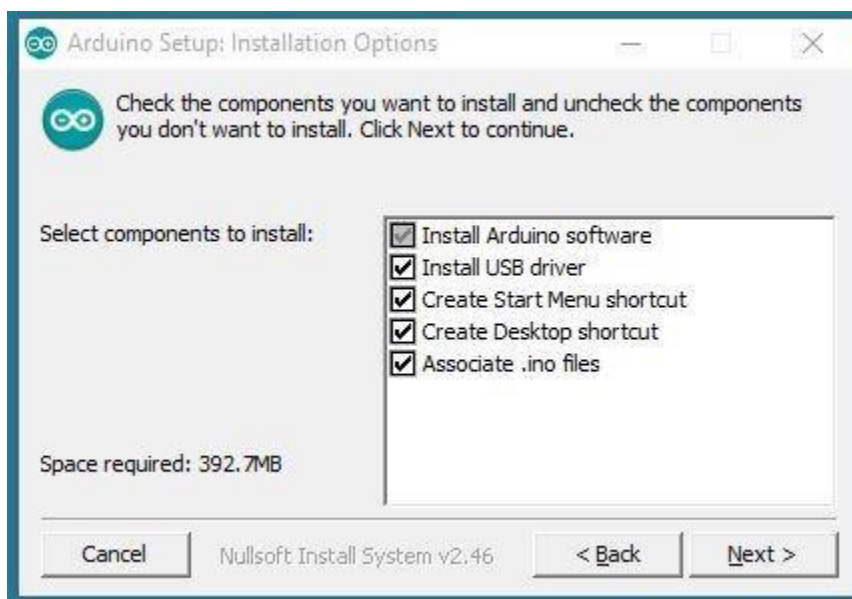 Arduino Setup: Installation Options
Check the components you want to install and uncheck the components
you don't want to install. Click Next to continue.
Select components to install:
Install Arduino software
Install USB driver
Create Start Menu shortcut
Create Desktop shortcut
Associate .ino files
Space required: 392.7MB
Cancel
Nullsoft Install System v2.46
< Back
Next >